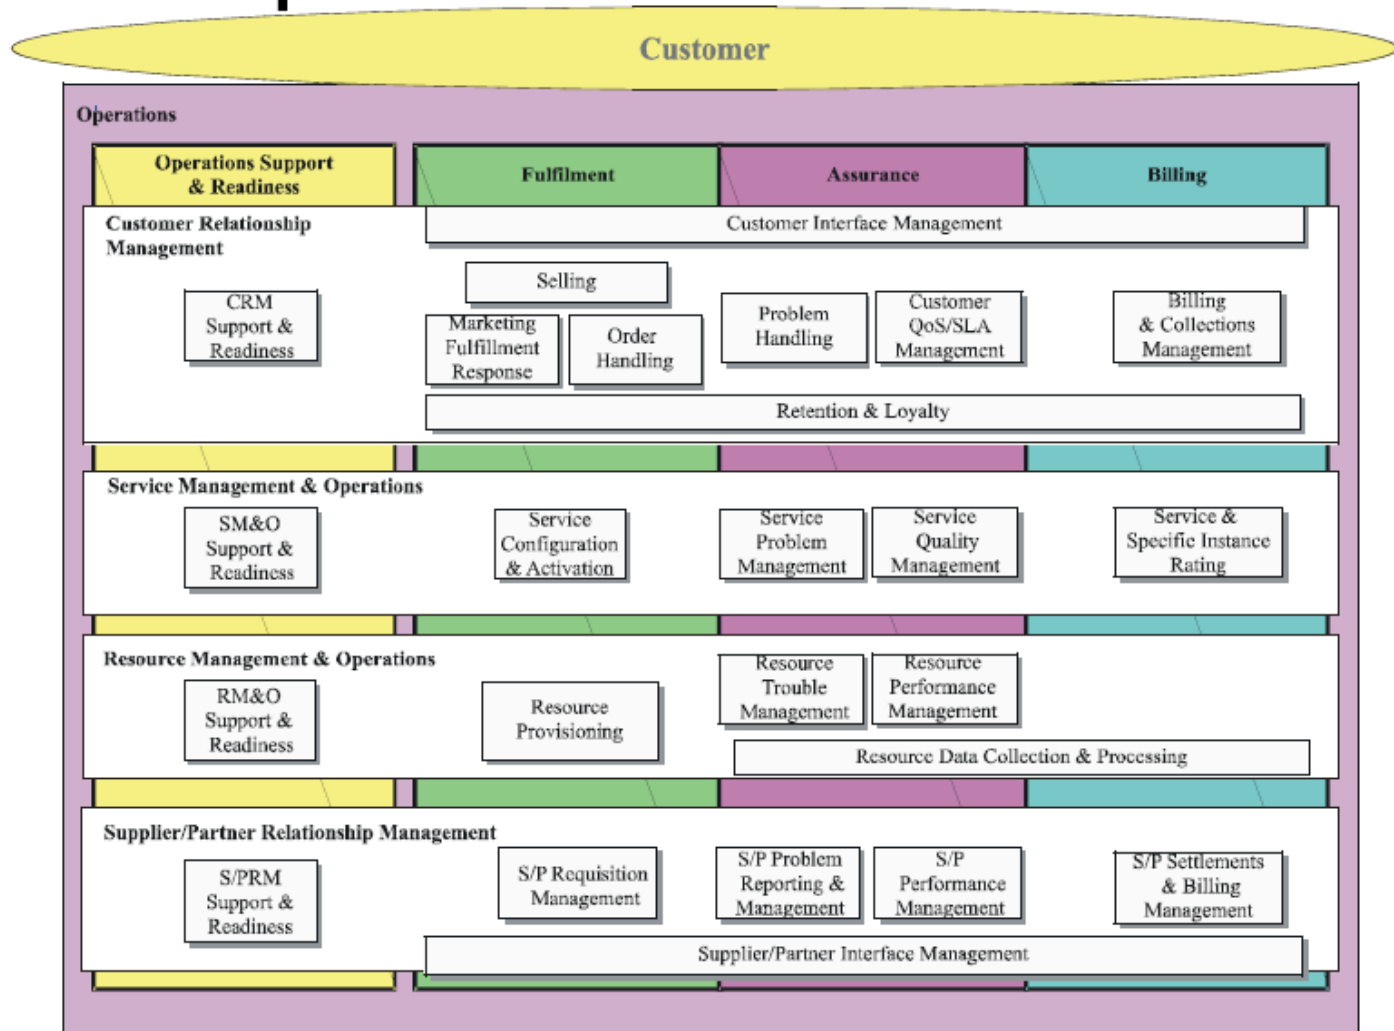 Customer
Operations
Operations Support
& Readiness
Fulfilment
Assurance
Billing
Customer Relationship
Management
Customer Interface Management
CRM
Support &
Readiness
Selling
Marketing
Fulfillment
Response
Order
Handling
Problem
Handling
Customer
QoS/SLA
Management
Billing
& Collections
Management
Retention & Loyalty
Service Management & Operations
SM&O
Support &
Readiness
Service
Configuration
& Activation
Service
Problem
Management
Service
Quality
Management
Service &
Specific Instance
Rating
Resource Management & Operations
RM&O
Support &
Readiness
Resource
Provisioning
Resource
Trouble
Management
Resource
Performance
Management
Resource Data Collection & Processing
Supplier/Partner Relationship Management
S/PRM
Support &
Readiness
S/P Requisition
Management
S/P Problem
Reporting &
Management
S/P
Performance
Management
S/P Settlements
& Billing
Management
Supplier/Partner Interface Management